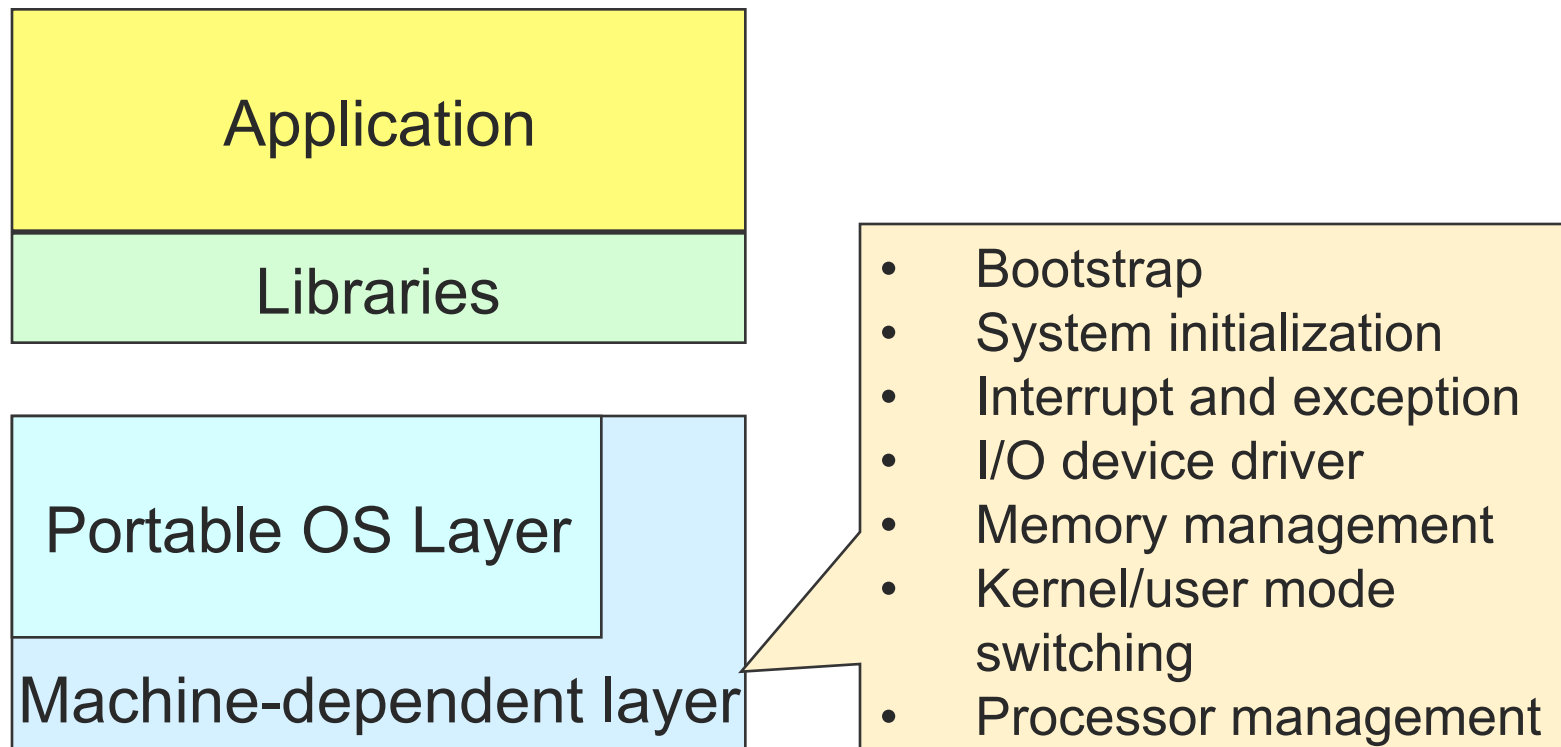 Application
Libraries
Portable OS Layer
Machine-dependent layer
• Bootstrap
• System initialization
• Interrupt and exception
• I/O device driver
• Memory management
• Kernel/user mode
switching
• Processor management